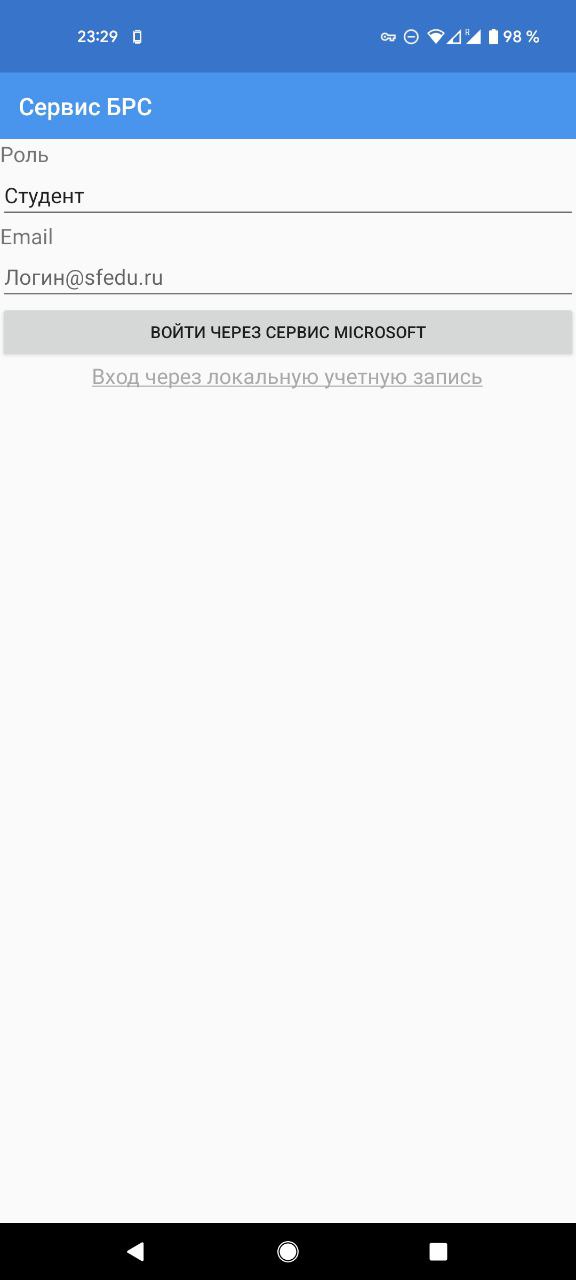 23:29
R
98 %
Сервис БРС
Роль
Студент
Email
Логин@sfedu.ru
ВОЙТИ ЧЕРЕЗ СЕРВИС MICROSOFT
Вход через локальную учетную запись